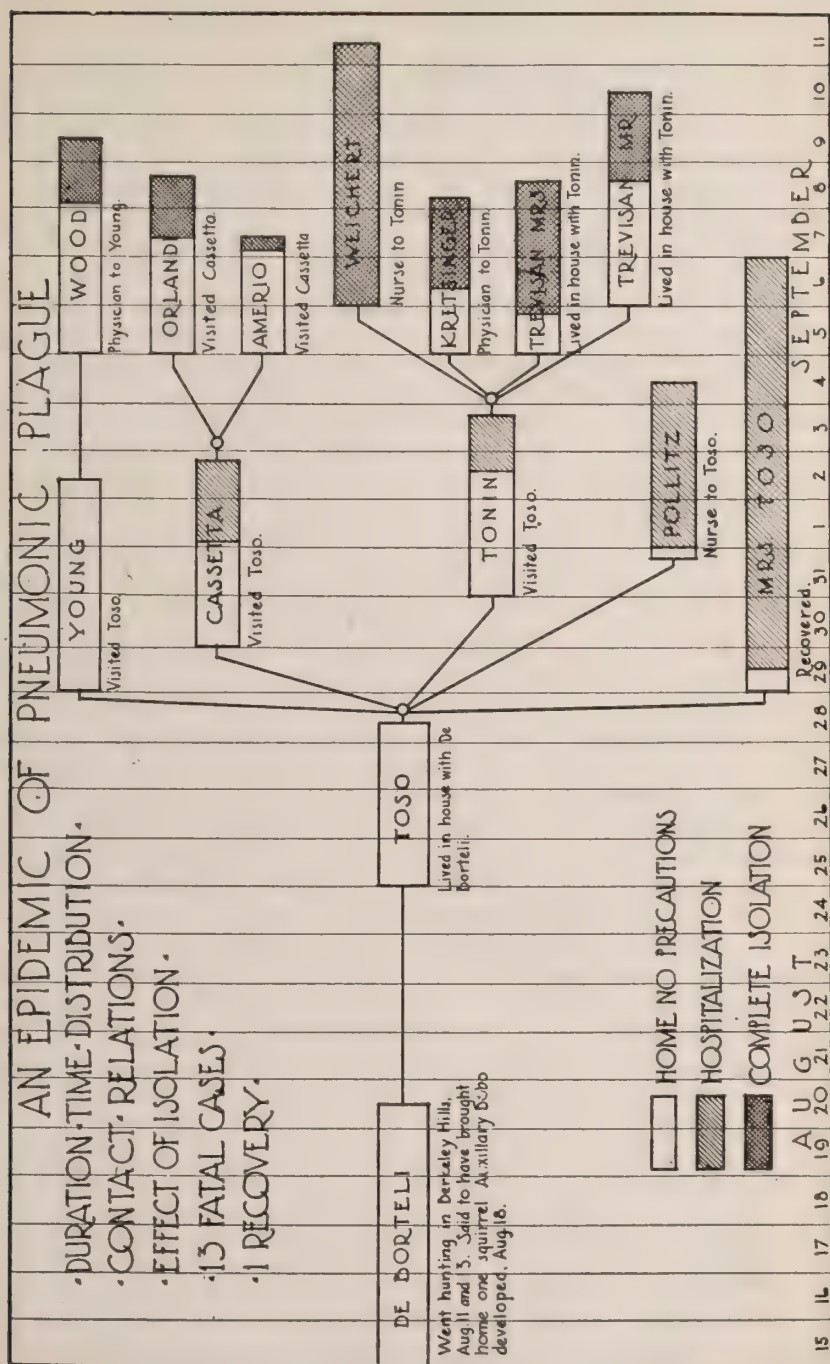 AN EPIDEMIC OF PNEUMONIC PLAGUE
·DURATION·TIME·DISTRIBUTION·
·CONTACT·RELATIONS·
·EFFECT OF ISOLATION·
·13 FATAL CASES·
·1 RECOVERY·
DE BORTELI
Went hunting in Berkeley Hills,
Aug.11 and 13. Said to have brought
home one squirrel Auxillary Bubo
developed, Aug.18.
TOSO
Lived in house with De
Borteli.
YOUNG
Visited Toso.
CASSETTA
Visited Toso.
TONIN
Visited Toso.
POLLITZ
Nurse to Toso.
MRS TOSO
Recovered.
WOOD
Physician to Young.
ORLANDI
Visited Cassetta.
AMERIO
Visited Cassetta
WEICHERT
Nurse to Tonin
KRETSINGER
Physician to Tonin.
TREVISAN MRS
Lived in house with Tonin.
TREVISAN MR
Lived in house with Tonin.
HOME NO PRECAUTIONS
HOSPITALIZATION
COMPLETE ISOLATION
AUGUST SEPTEMBER
15 16 17 18 19 20 21 22 23 24 25 26 27 28 29 30 31 1 2 3 4 5 6 7 8 9 10 11